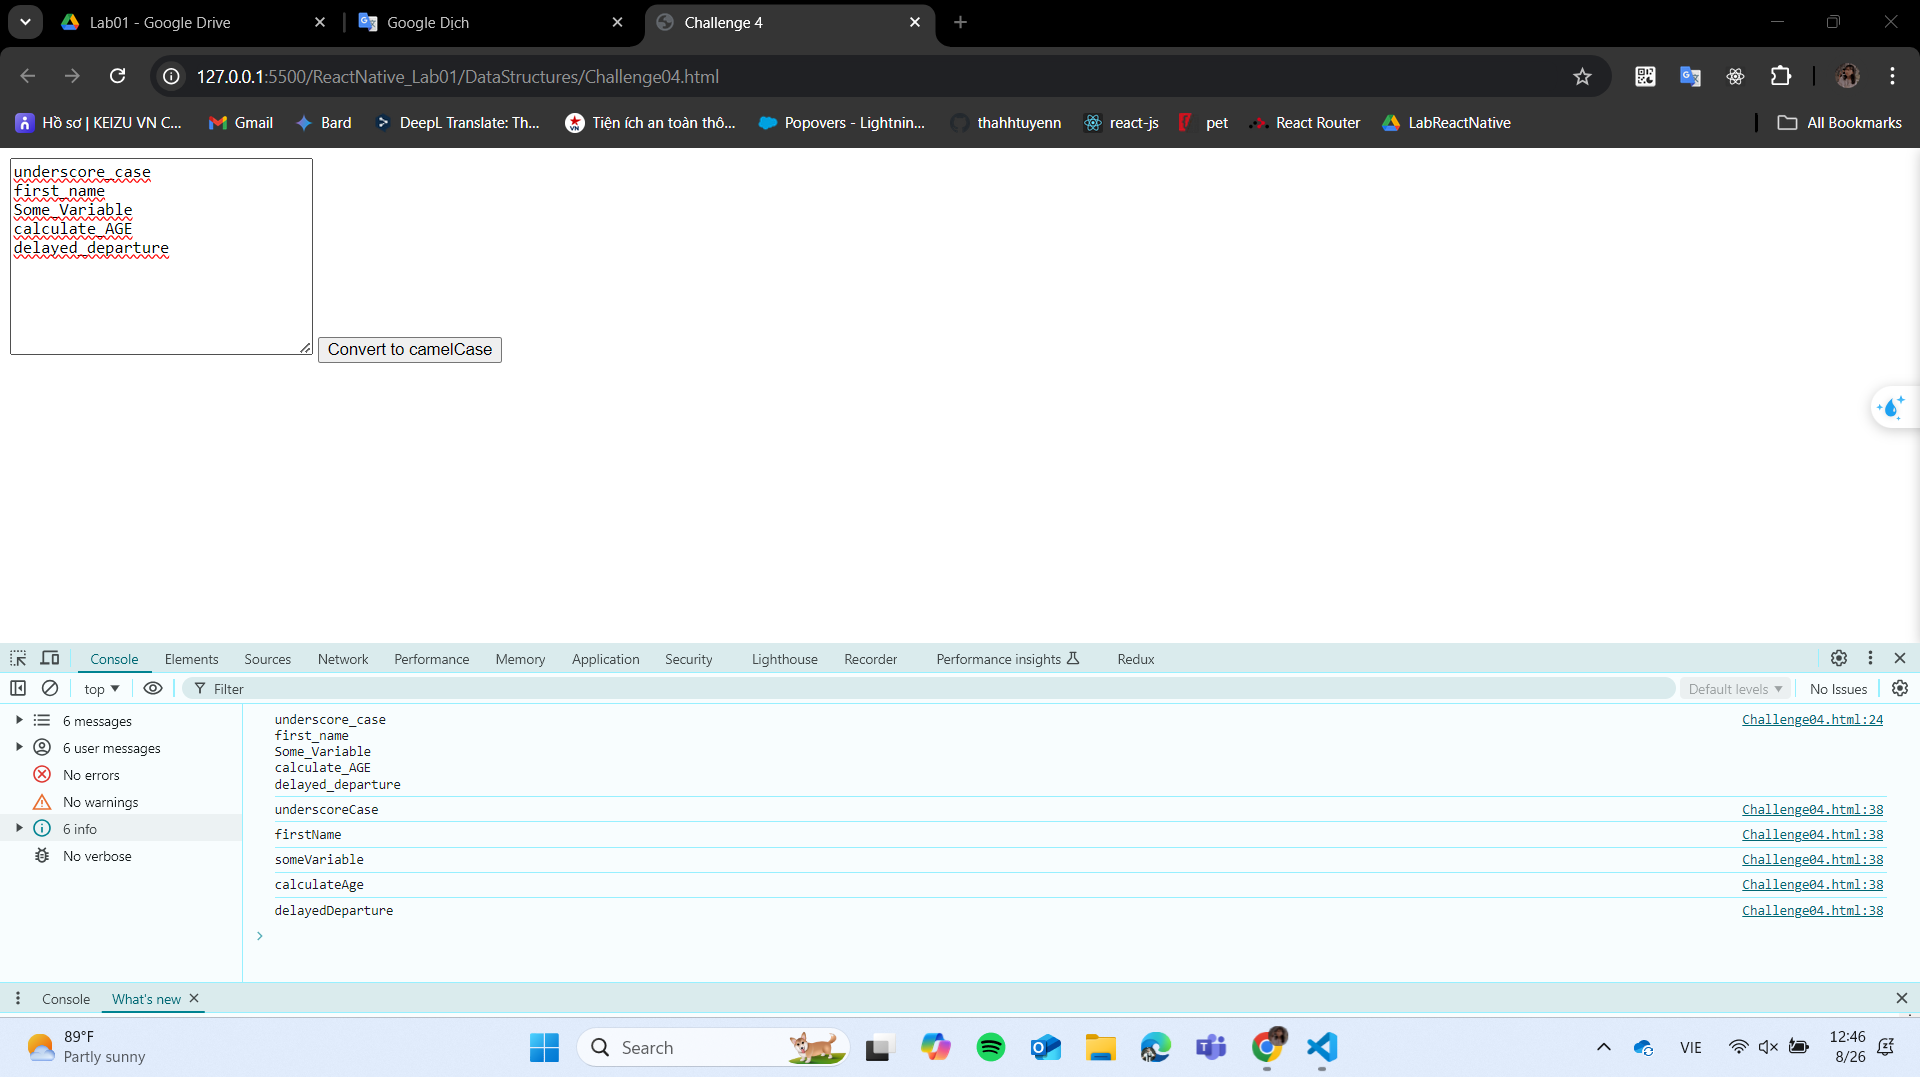 Lab01 - Google Drive
Google Dịch
Challenge 4
127.0.0.1:5500/ReactNative_Lab01/DataStructures/Challenge04.html
Hồ sơ | KEIZU VN C...
Gmail
Bard
DeepL Translate: Th...
Tiện ích an toàn thô...
Popovers - Lightnin...
thahhtuyenn
react-js
pet
React Router
LabReactNative
All Bookmarks
underscore_case
first_name
Some_Variable
calculate_AGE
delayed_departure
Convert to camelCase
Console
Elements
Sources
Network
Performance
Memory
Application
Security
Lighthouse
Recorder
Performance insights
Redux
top
Filter
Default levels
No Issues
6 messages
6 user messages
No errors
No warnings
6 info
No verbose
underscore_case Challenge04.html:24
first_name
Some_Variable
calculate_AGE
delayed_departure
underscoreCase Challenge04.html:38
firstName Challenge04.html:38
someVariable Challenge04.html:38
calculateAge Challenge04.html:38
delayedDeparture Challenge04.html:38
Console
What's new
89°F
Partly sunny
Search
VIE
12:46
8/26